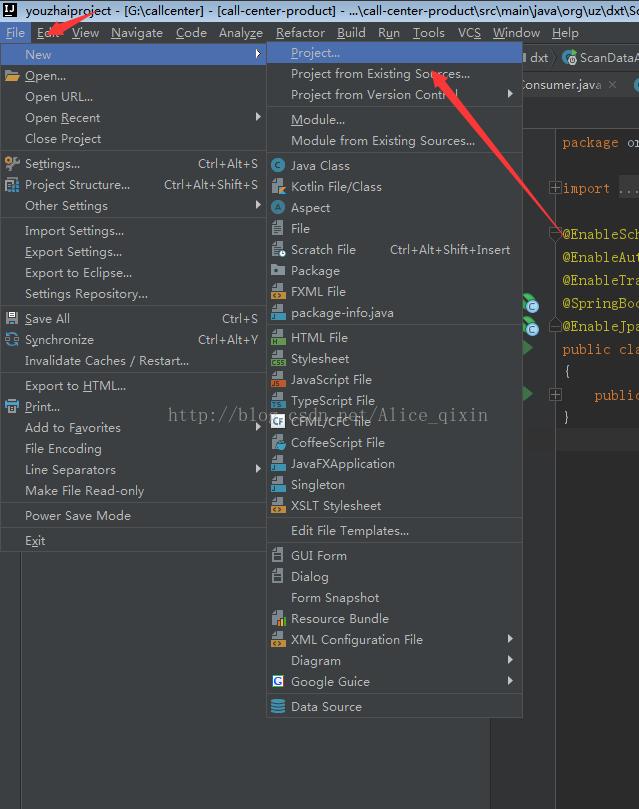 youzhaiproject - [G:\callcenter] - [call-center-product] - ...\call-center-product\src\main\java\org\uz\dxt\Sc
File Edit View Navigate Code Analyze Refactor Build Run Tools VCS Window Help
New
Open...
Open URL...
Open Recent
Close Project
Settings... Ctrl+Alt+S
Project Structure... Ctrl+Alt+Shift+S
Other Settings
Import Settings...
Export Settings...
Export to Eclipse...
Settings Repository...
Save All Ctrl+S
Synchronize Ctrl+Alt+Y
Invalidate Caches / Restart...
Export to HTML...
Print...
Add to Favorites
File Encoding
Line Separators
Make File Read-only
Power Save Mode
Exit
Project...
Project from Existing Sources...
Project from Version Control
Module...
Module from Existing Sources...
Java Class
Kotlin File/Class
Aspect
File
Scratch File Ctrl+Alt+Shift+Insert
Package
FXML File
package-info.java
HTML File
Stylesheet
JavaScript File
TypeScript File
CFML/CFC file
CoffeeScript File
JavaFXApplication
Singleton
XSLT Stylesheet
Edit File Templates...
GUI Form
Dialog
Form Snapshot
Resource Bundle
XML Configuration File
Diagram
Google Guice
Data Source
dxt ScanDataA
Consumer.java
package or
import ...
@EnableSch
@EnableAut
@EnableTra
@SpringBoo
@EnableJpa
public cla
{
public
}
http://blog.csdn.net/Alice_qixin